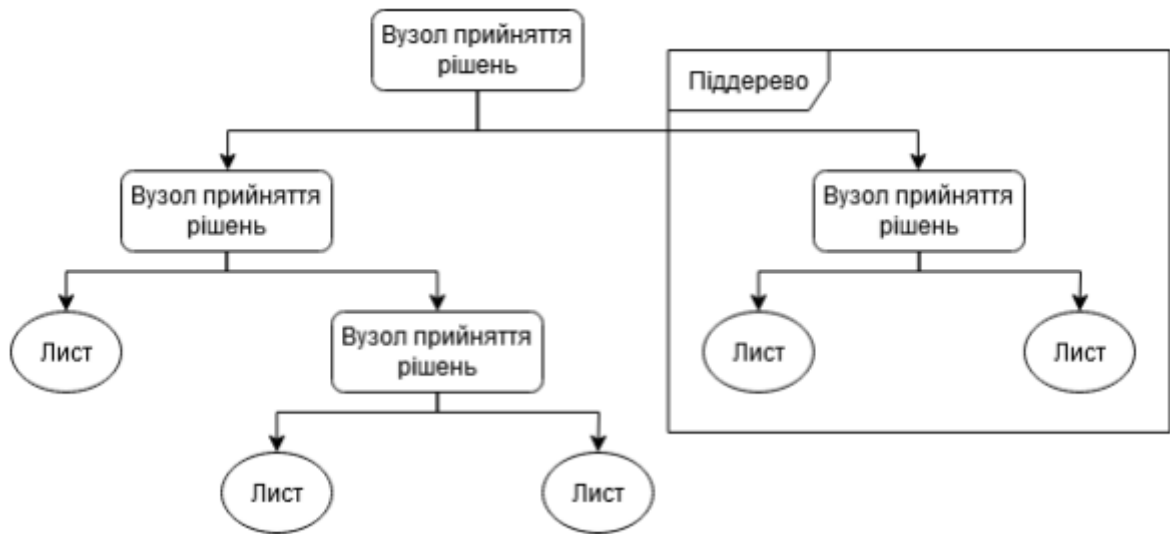 Вузол прийняття
рішень
Піддерево
Вузол прийняття
рішень
Вузол прийняття
рішень
Лист
Вузол прийняття
рішень
Лист
Лист
Лист
Лист